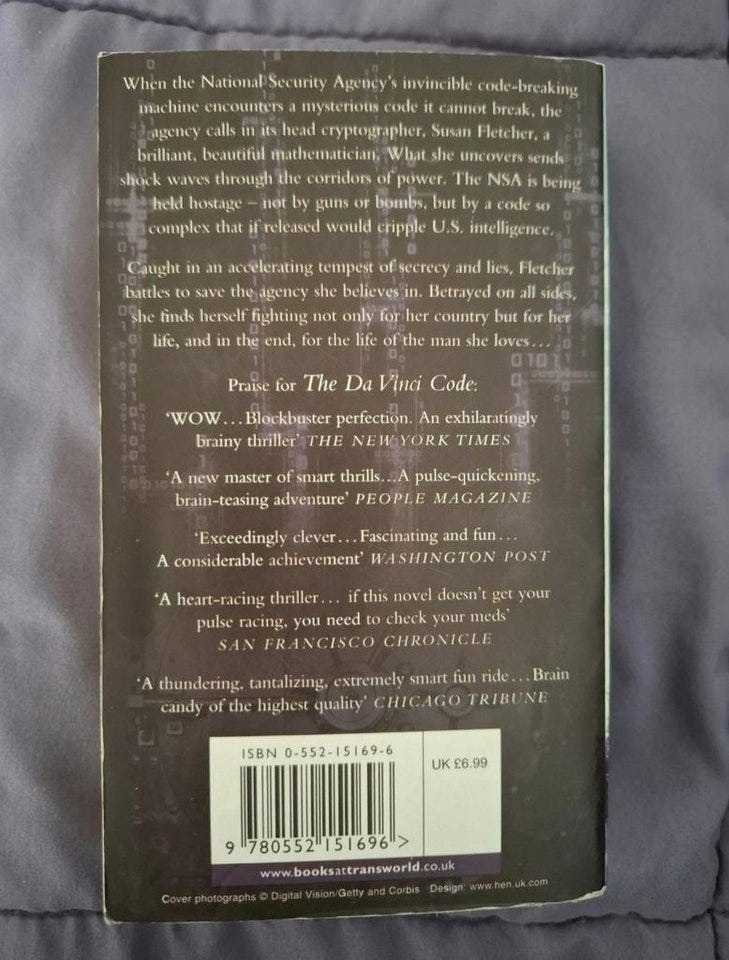 When the National Security Agency's invincible code-breaking
machine encounters a mysterious code it cannot break, the
agency calls in its head cryptographer, Susan Fletcher, a
brilliant, beautiful mathematician. What she uncovers sends
shock waves through the corridors of power. The NSA is being
held hostage – not by guns or bombs, but by a code so
complex that if released would cripple U.S. intelligence.
Caught in an accelerating tempest of secrecy and lies, Fletcher
battles to save the agency she believes in. Betrayed on all sides,
she finds herself fighting not only for her country but for her
life, and in the end, for the life of the man she loves...
Praise for The Da Vinci Code:
'WOW...Blockbuster perfection. An exhilaratingly
brainy thriller' THE NEW YORK TIMES
'A new master of smart thrills...A pulse-quickening,
brain-teasing adventure' PEOPLE MAGAZINE
'Exceedingly clever...Fascinating and fun...
A considerable achievement' WASHINGTON POST
'A heart-racing thriller... if this novel doesn't get your
pulse racing, you need to check your meds'
SAN FRANCISCO CHRONICLE
'A thundering, tantalizing, extremely smart fun ride...Brain
candy of the highest quality' CHICAGO TRIBUNE
ISBN 0-552-15169-6
UK £6.99
9 780552 151696 >
www.booksattransworld.co.uk
Cover photographs © Digital Vision/Getty and Corbis Design: www.hen.uk.com